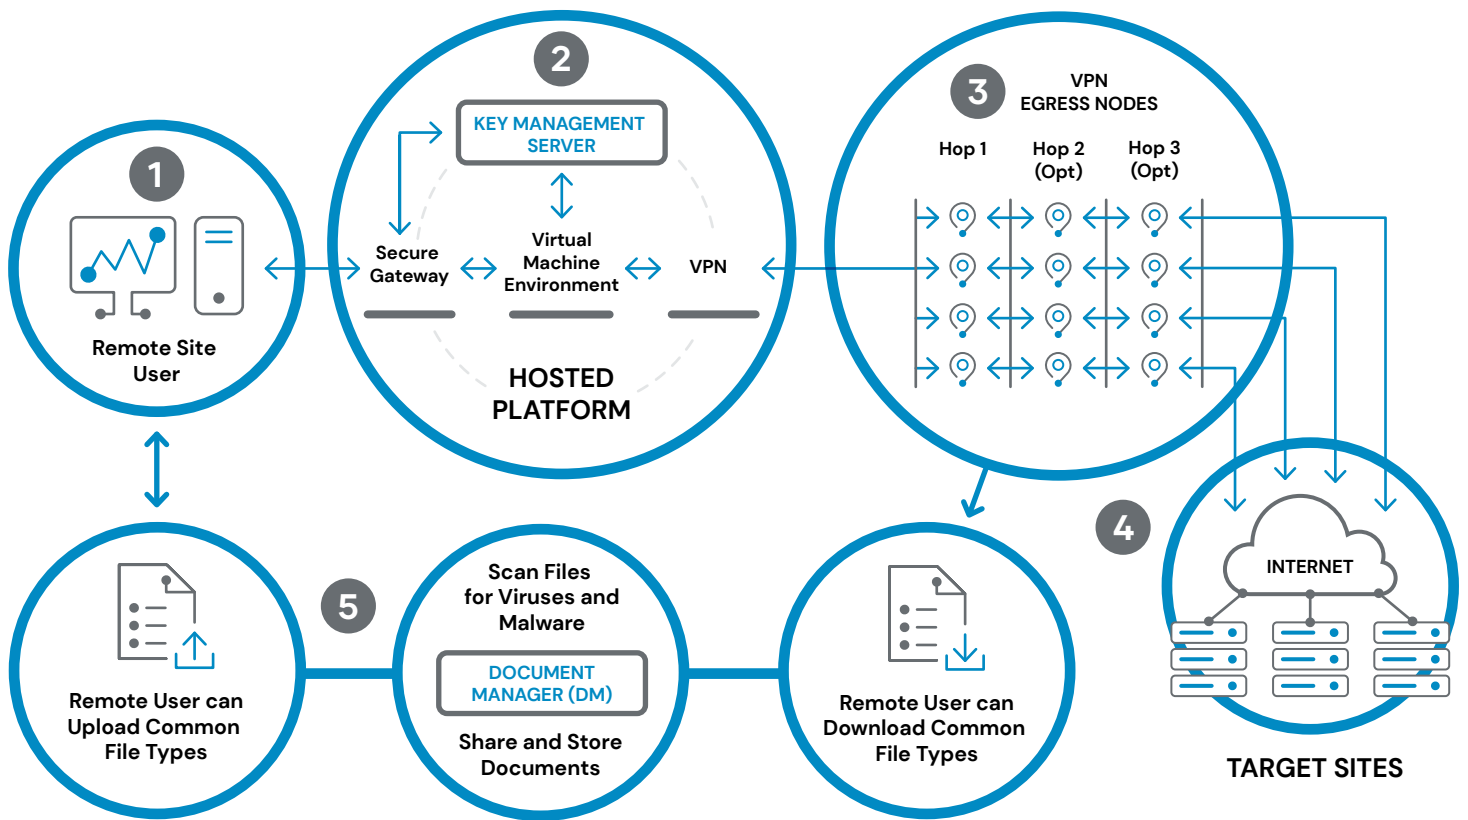 1
Remote Site
User
2
KEY MANAGEMENT
SERVER
Secure
Gateway
Virtual
Machine
Environment
VPN
HOSTED
PLATFORM
3
VPN
EGRESS NODES
Hop 1
Hop 2
(Opt)
Hop 3
(Opt)
4
INTERNET
TARGET SITES
5
Remote User can
Upload Common
File Types
Scan Files
for Viruses and
Malware
DOCUMENT
MANAGER (DM)
Share and Store
Documents
Remote User can
Download Common
File Types